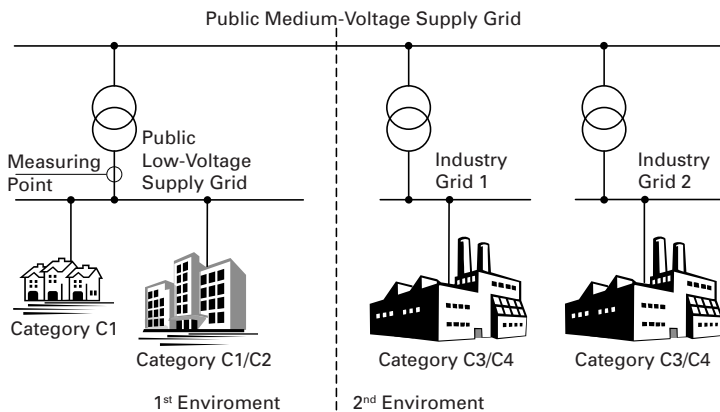 Public Medium-Voltage Supply Grid
Public
Low-Voltage
Supply Grid
Measuring
Point
Industry
Grid 1
Industry
Grid 2
Category C1
Category C1/C2
Category C3/C4
Category C3/C4
1st Enviroment
2nd Enviroment